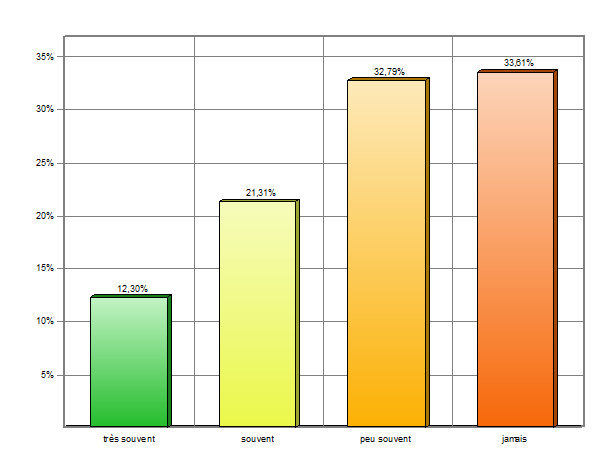 35%
33,61%
32,79%
30%
25%
21,31%
20%
15%
12,30%
10%
5%
très souvent
souvent
peu souvent
jamais